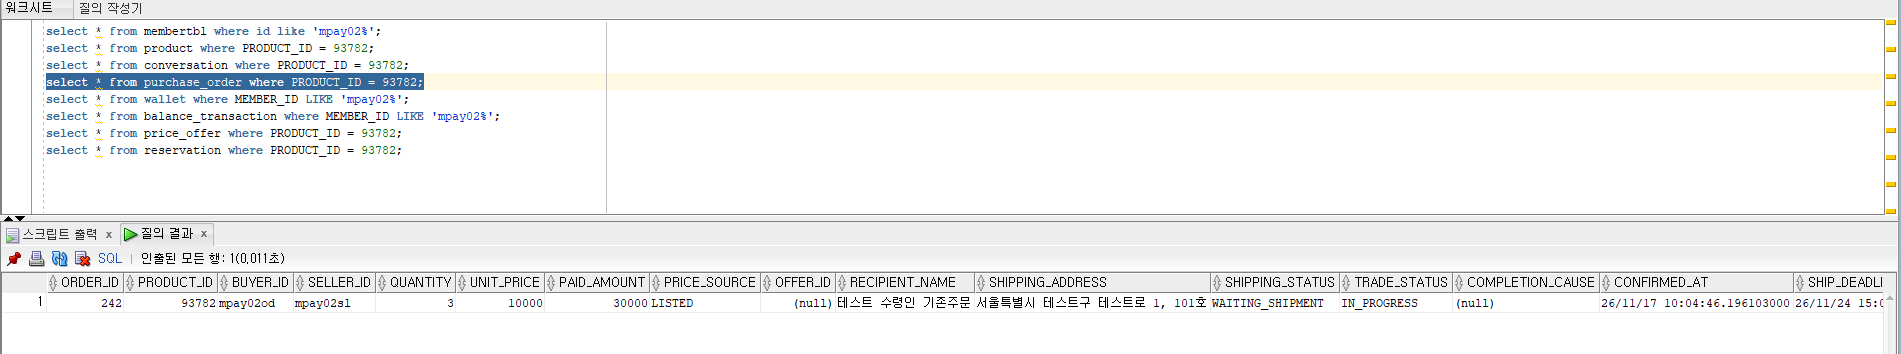 워크시트 질의 작성기
select * from membertbl where id like 'mpay02%';
select * from product where PRODUCT_ID = 93782;
select * from conversation where PRODUCT_ID = 93782;
select * from purchase_order where PRODUCT_ID = 93782;
select * from wallet where MEMBER_ID LIKE 'mpay02%';
select * from balance_transaction where MEMBER_ID LIKE 'mpay02%';
select * from price_offer where PRODUCT_ID = 93782;
select * from reservation where PRODUCT_ID = 93782;
스크립트 출력 x 질의 결과 x
SQL | 인출된 모든 행: 1(0,011초)
ORDER_ID PRODUCT_ID BUYER_ID SELLER_ID QUANTITY UNIT_PRICE PAID_AMOUNT PRICE_SOURCE OFFER_ID RECIPIENT_NAME SHIPPING_ADDRESS SHIPPING_STATUS TRADE_STATUS COMPLETION_CAUSE CONFIRMED_AT SHIP_DEADLI
1 242 93782 mpay02od mpay02sl 3 10000 30000 LISTED (null) 테스트 수령인 기존주문 서울특별시 테스트구 테스트로 1, 101호 WAITING_SHIPMENT IN_PROGRESS (null) 26/11/17 10:04:46.196103000 26/11/24 15:0